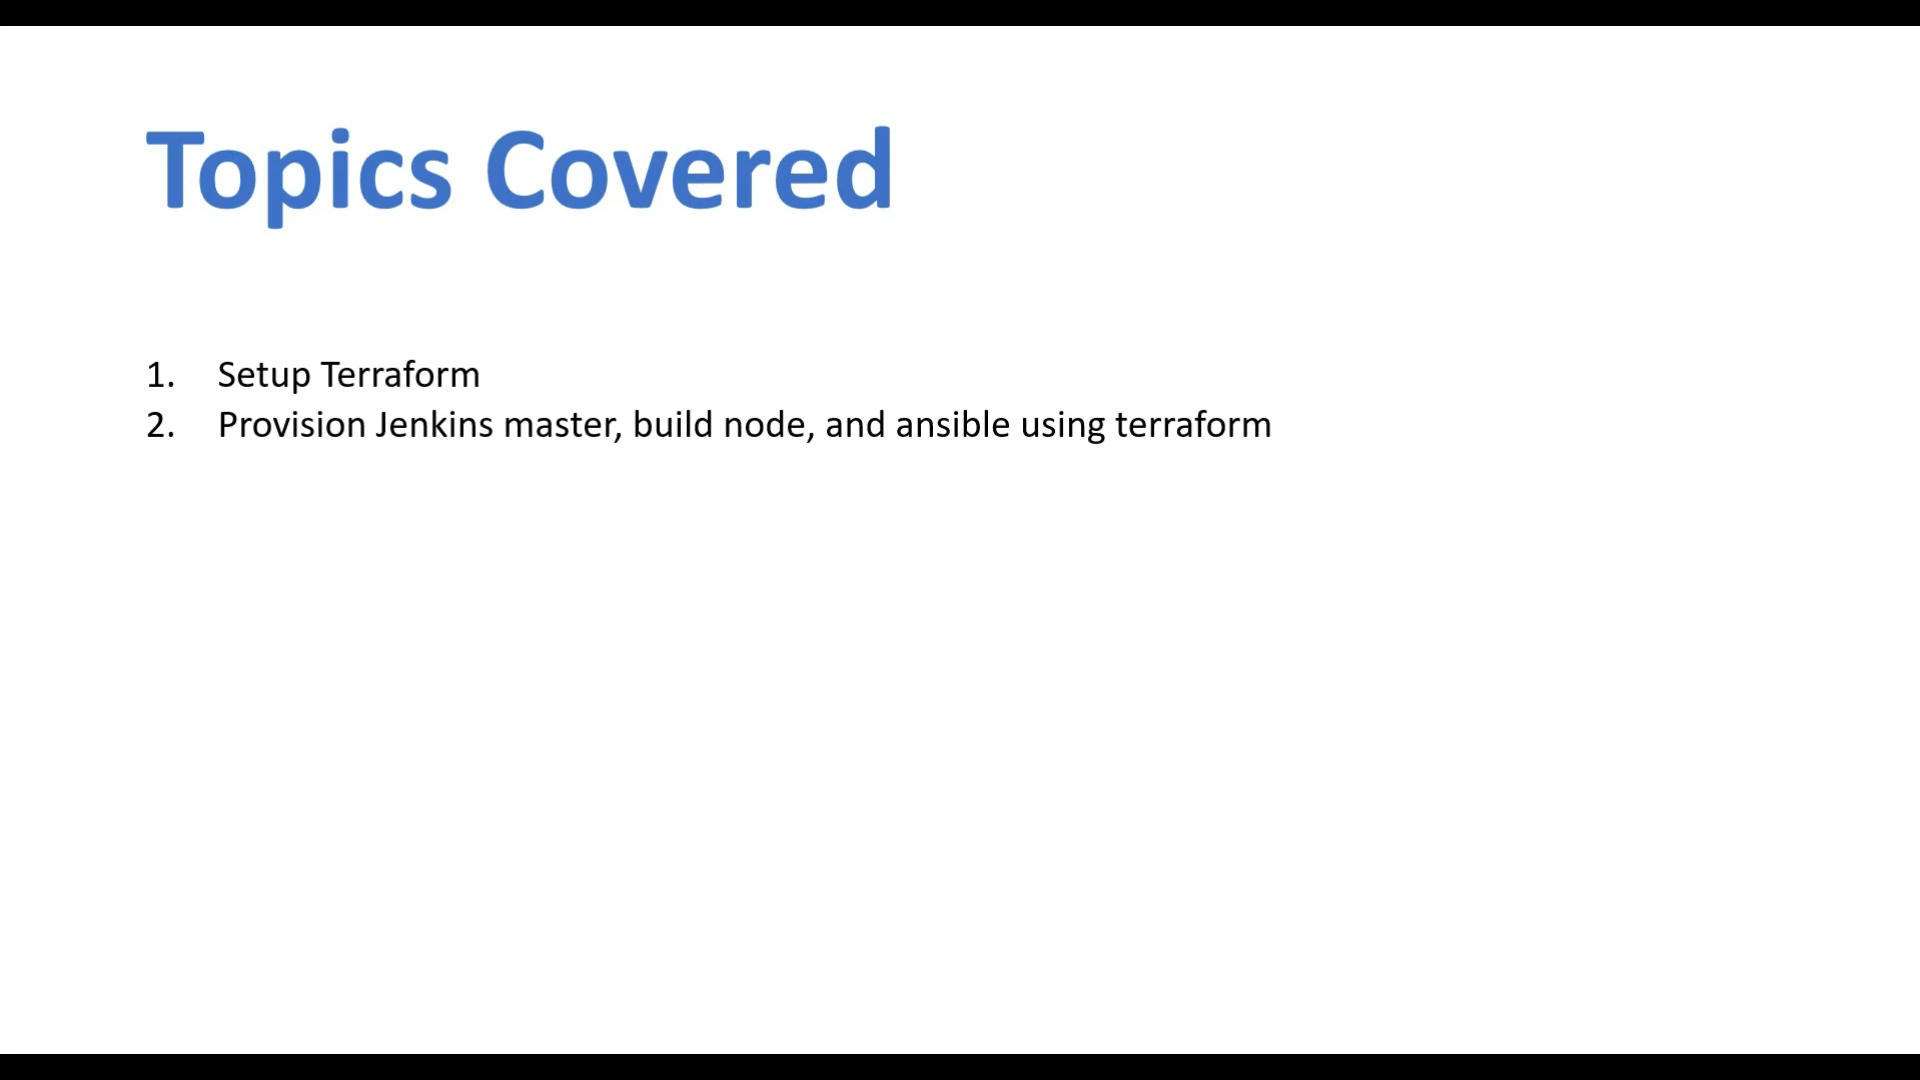 Topics Covered
1. Setup Terraform
2. Provision Jenkins master, build node, and ansible using terraform